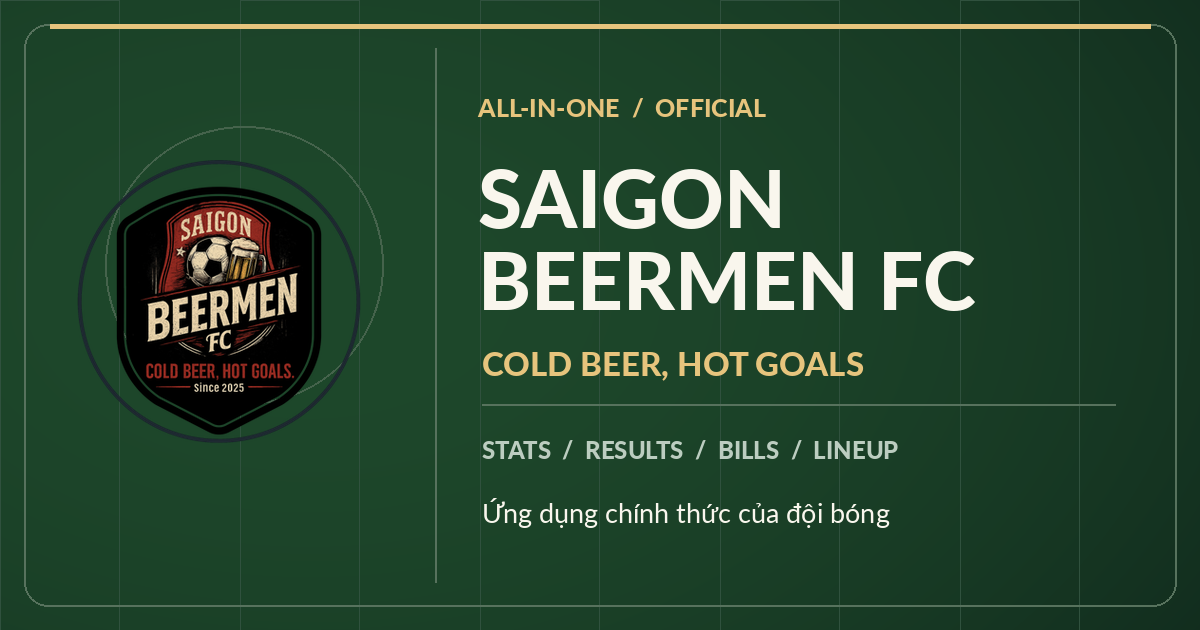 SAIGON
BEERMEN
FC
COLD BEER, HOT GOALS.
Since 2025
ALL-IN-ONE / OFFICIAL
SAIGON
BEERMEN FC
COLD BEER, HOT GOALS
STATS / RESULTS / BILLS / LINEUP
Ứng dụng chính thức của đội bóng